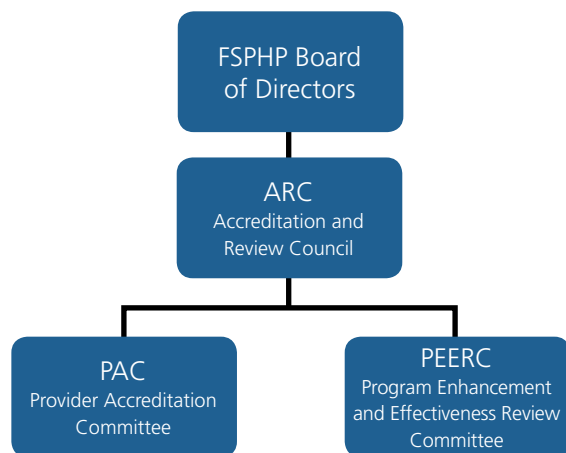 FSPHP Board
of Directors
ARC
Accreditation and
Review Council
PAC
Provider Accreditation
Committee
PEERC
Program Enhancement
and Effectiveness Review
Committee